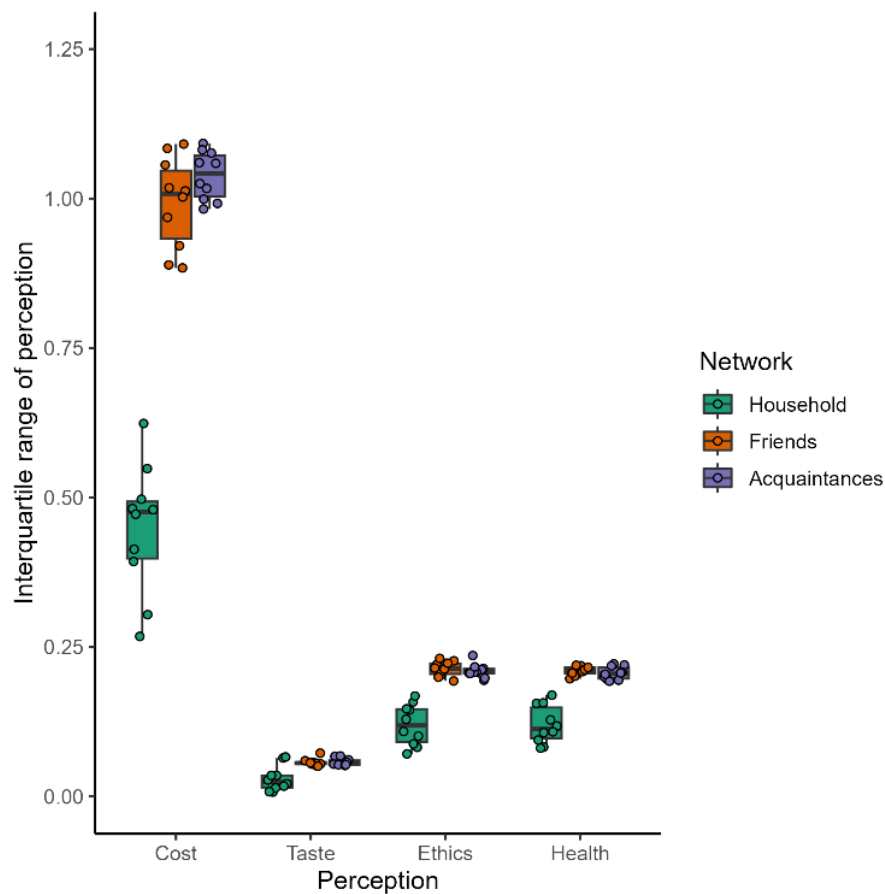 1.25
1.00
0.75
0.50
0.25
0.00
Interquartile range of perception
Cost Taste Ethics Health
Perception
Network
Household
Friends
Acquaintances